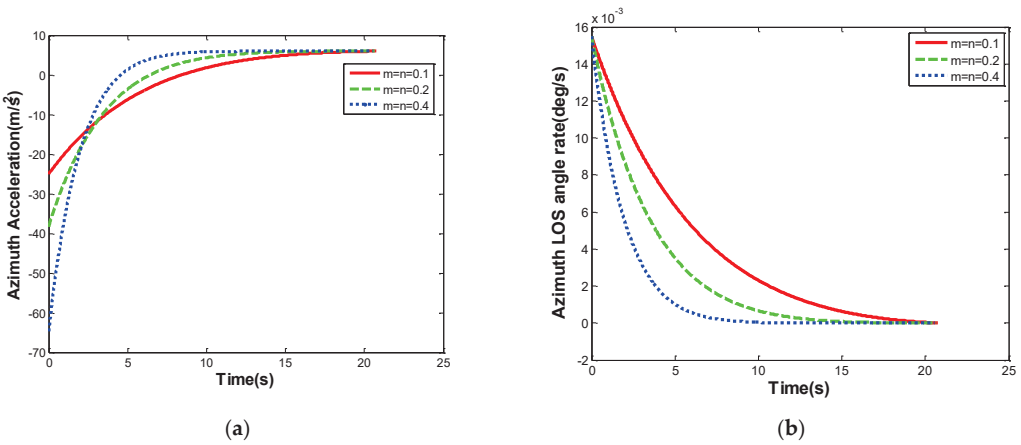 10
0
-10
-20
-30
-40
-50
-60
-70
0 5 10 15 20 25
Azimuth Acceleration(m/s²)
Time(s)
m=n=0.1
m=n=0.2
m=n=0.4
(a)
x 10⁻³
16
14
12
10
8
6
4
2
0
-2
0 5 10 15 20 25
Azimuth LOS angle rate(deg/s)
Time(s)
m=n=0.1
m=n=0.2
m=n=0.4
(b)